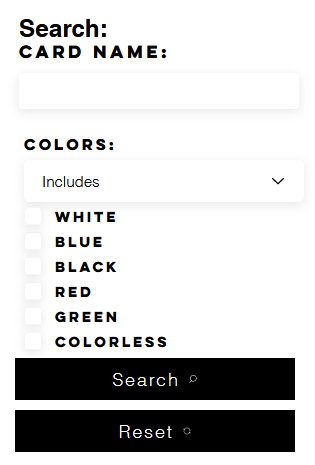 Search:
CARD NAME:
COLORS:
Includes
WHITE
BLUE
BLACK
RED
GREEN
COLORLESS
Search
Reset